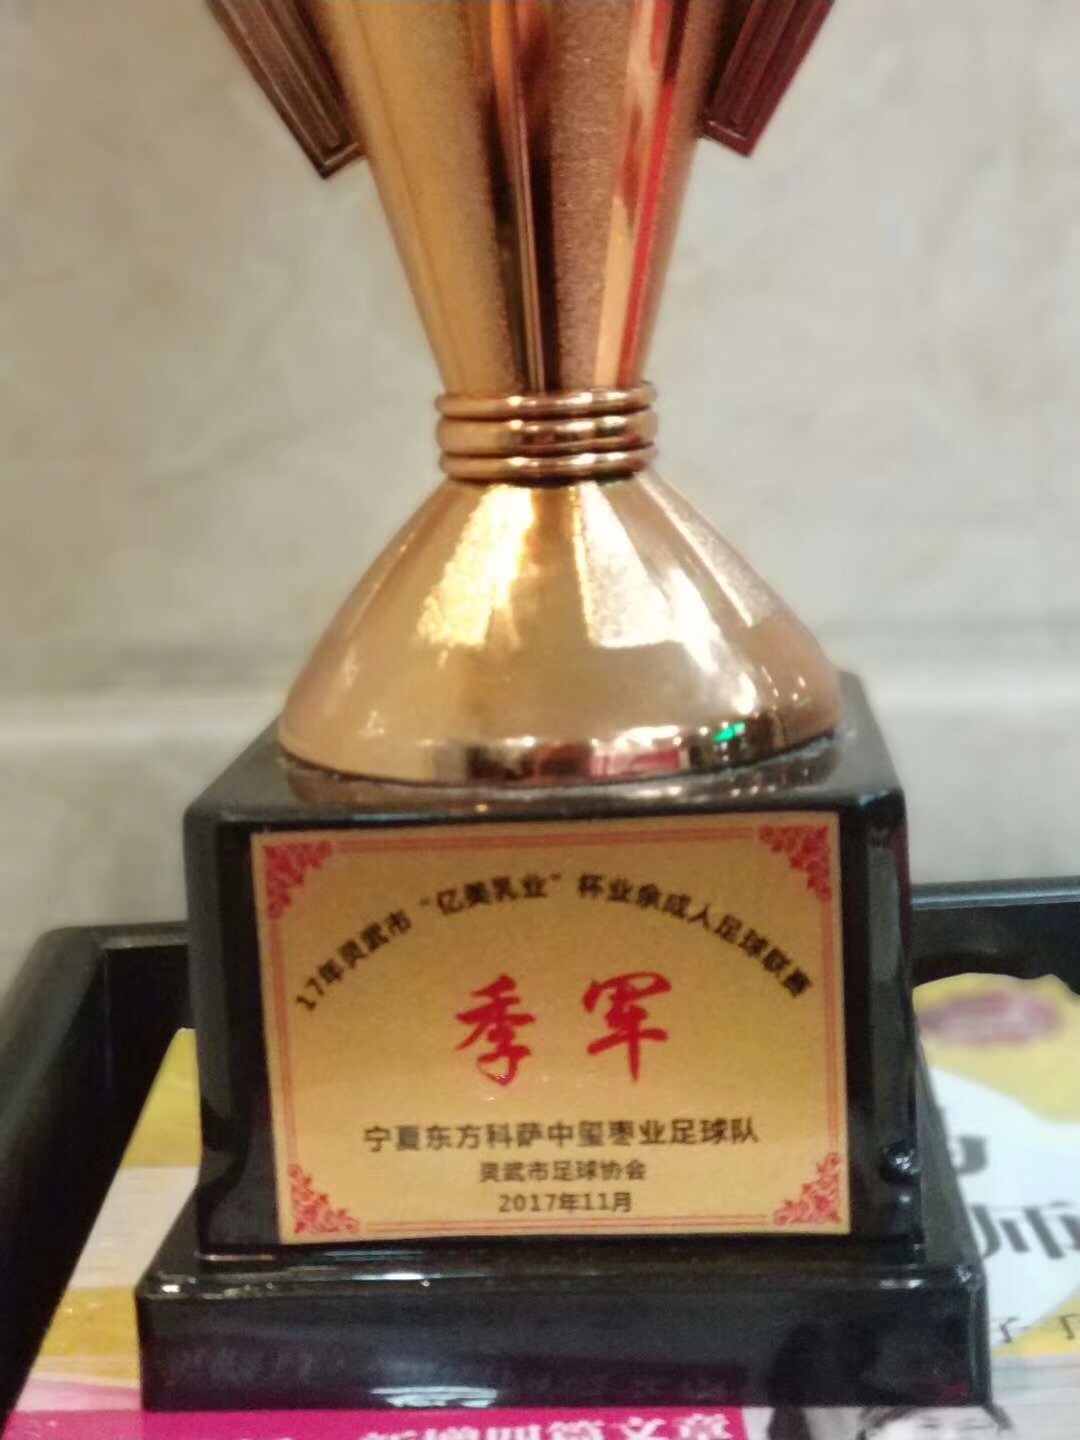 17年灵武市“亿美乳业”杯业余成人足球联赛
季军
宁夏东方科萨中玺枣业足球队
灵武市足球协会
2017年11月